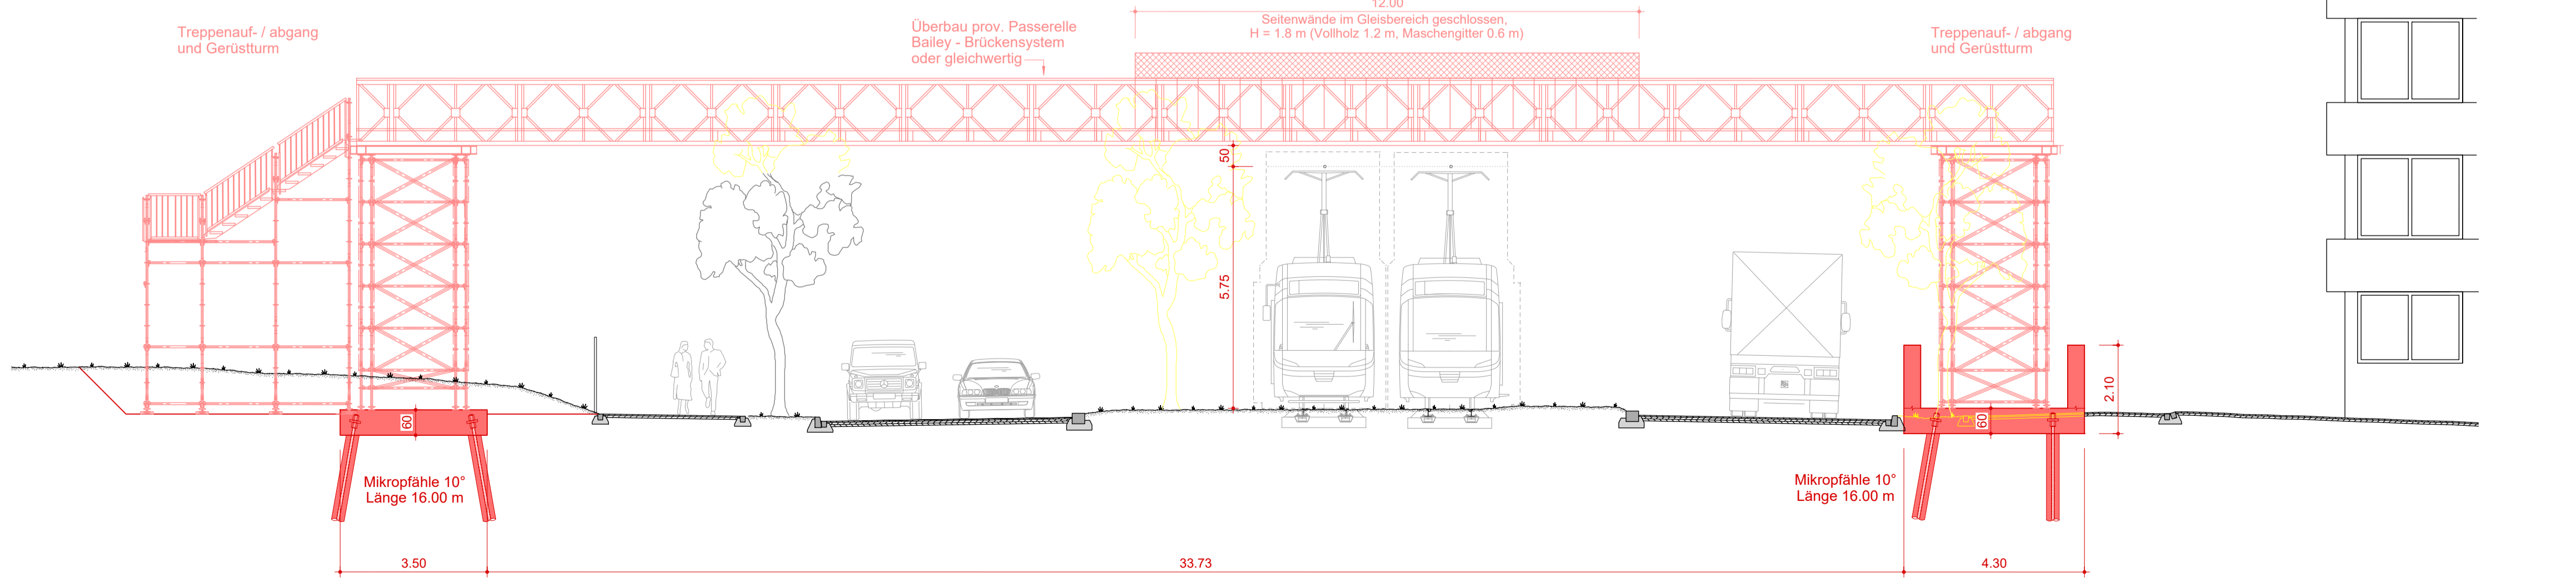 12.00
Treppenauf- / abgang
und Gerüstturm
Überbau prov. Passerelle
Bailey - Brückensystem
oder gleichwertig
Seitenwände im Gleisbereich geschlossen,
H = 1.8 m (Vollholz 1.2 m, Maschengitter 0.6 m)
Treppenauf- / abgang
und Gerüstturm
50
5.75
2.10
60
60
Mikropfähle 10°
Länge 16.00 m
Mikropfähle 10°
Länge 16.00 m
3.50
33.73
4.30